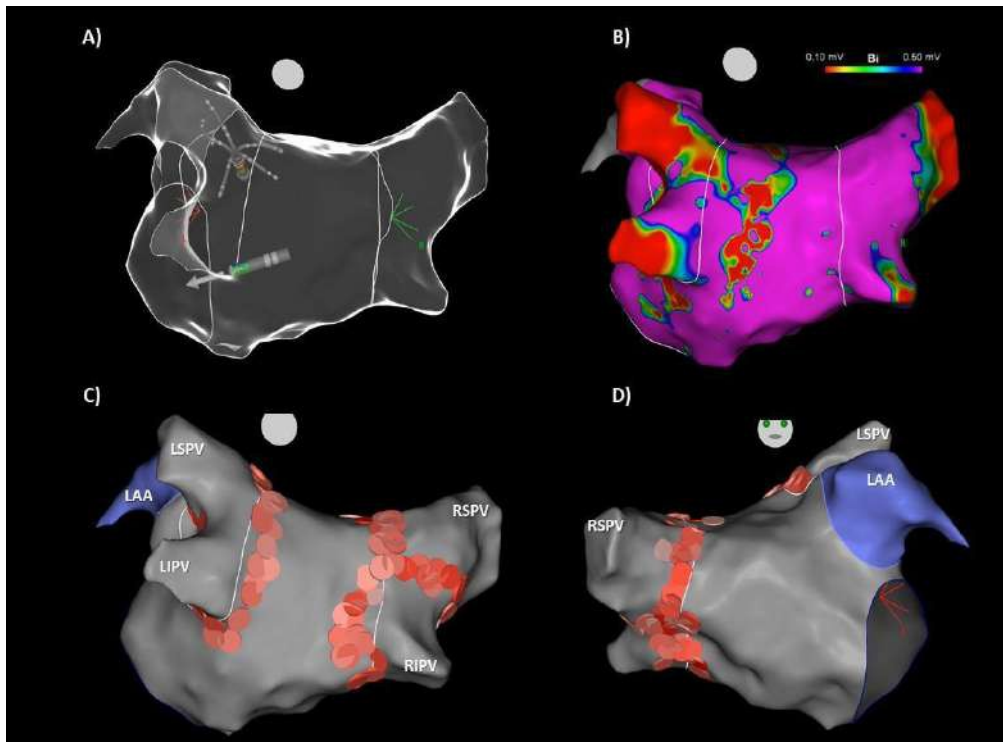 A)
B)
0.10 mV Bi 0.50 mV
R
R
C)
LSPV
LAA
LIPV
RSPV
RIPV
D)
LSPV
LAA
RSPV